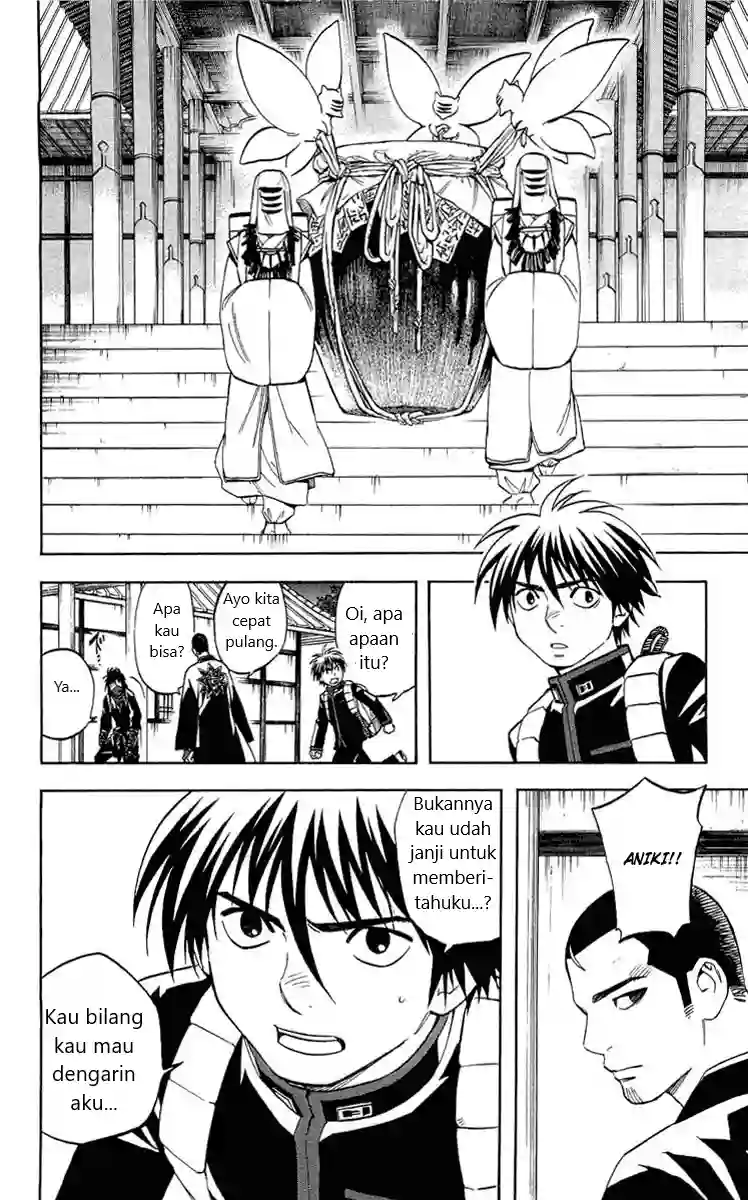 Oi, apa
apaan
itu?
Ayo kita
cepat
pulang.
Apa
kau
bisa?
Ya...
ANIKI!!
Bukannya
kau udah
janji untuk
memberi-
tahuku...?
Kau bilang
kau mau
dengarin
aku...